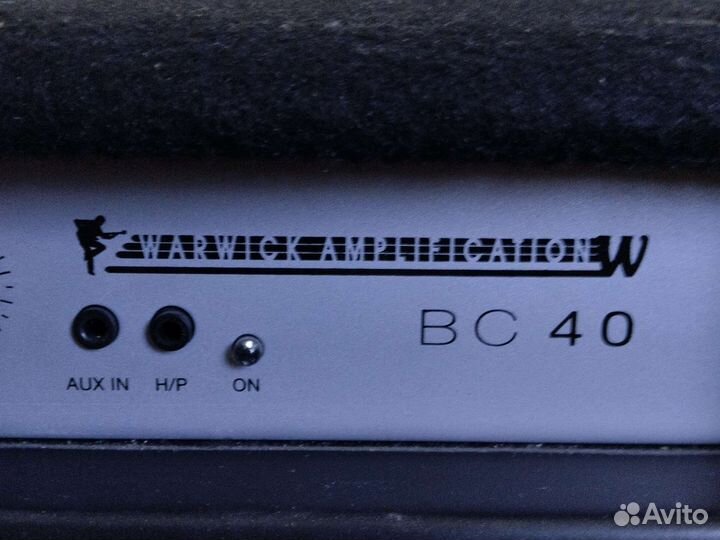 WARWICK AMPLIFICATION W
BC 40
AUX IN H/P ON
Avito